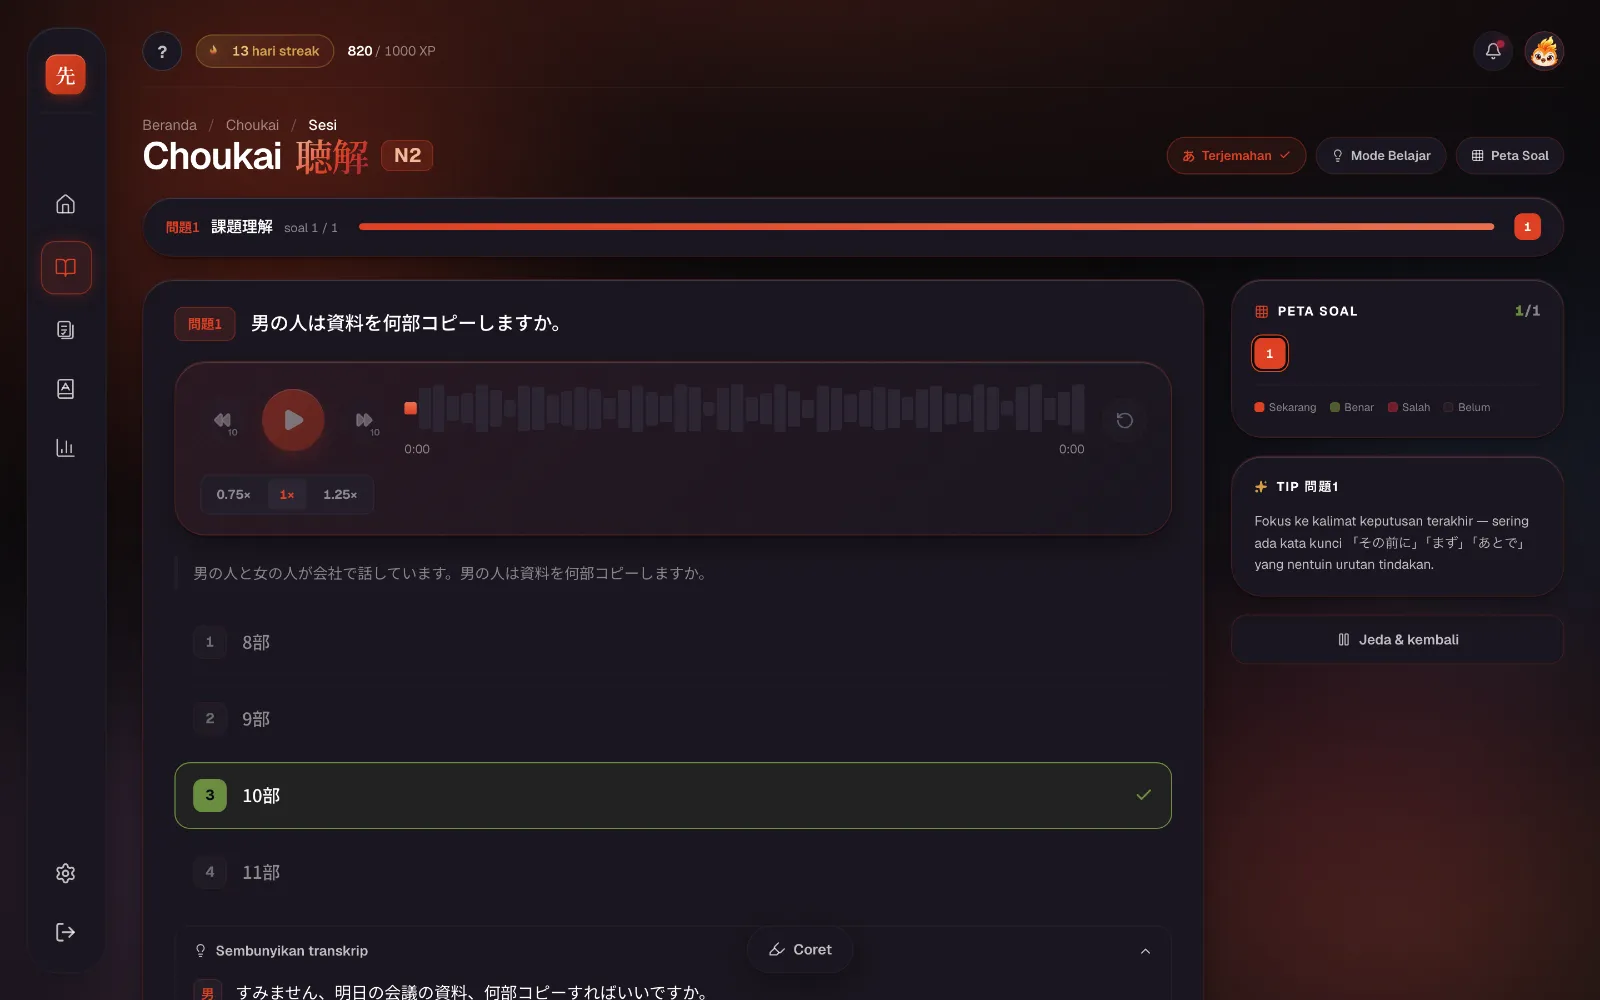 先
?
13 hari streak
820 / 1000 XP
Beranda / Choukai / Sesi
Choukai 聴解 N2
あ Terjemahan
Mode Belajar
Peta Soal
問題1 課題理解 soal 1 / 1
1
問題1 男の人は資料を何部コピーしますか。
10
10
0:00
0:00
0.75×
1×
1.25×
男の人と女の人が会社で話しています。男の人は資料を何部コピーしますか。
1 8部
2 9部
3 10部
4 11部
Sembunyikan transkrip
Coret
男 すみません、明日の会議の資料、何部コピーすればいいですか。
PETA SOAL 1/1
1
Sekarang Benar Salah Belum
TIP 問題1
Fokus ke kalimat keputusan terakhir — sering
ada kata kunci 「その前に」「まず」「あとで」
yang nentuin urutan tindakan.
Jeda & kembali